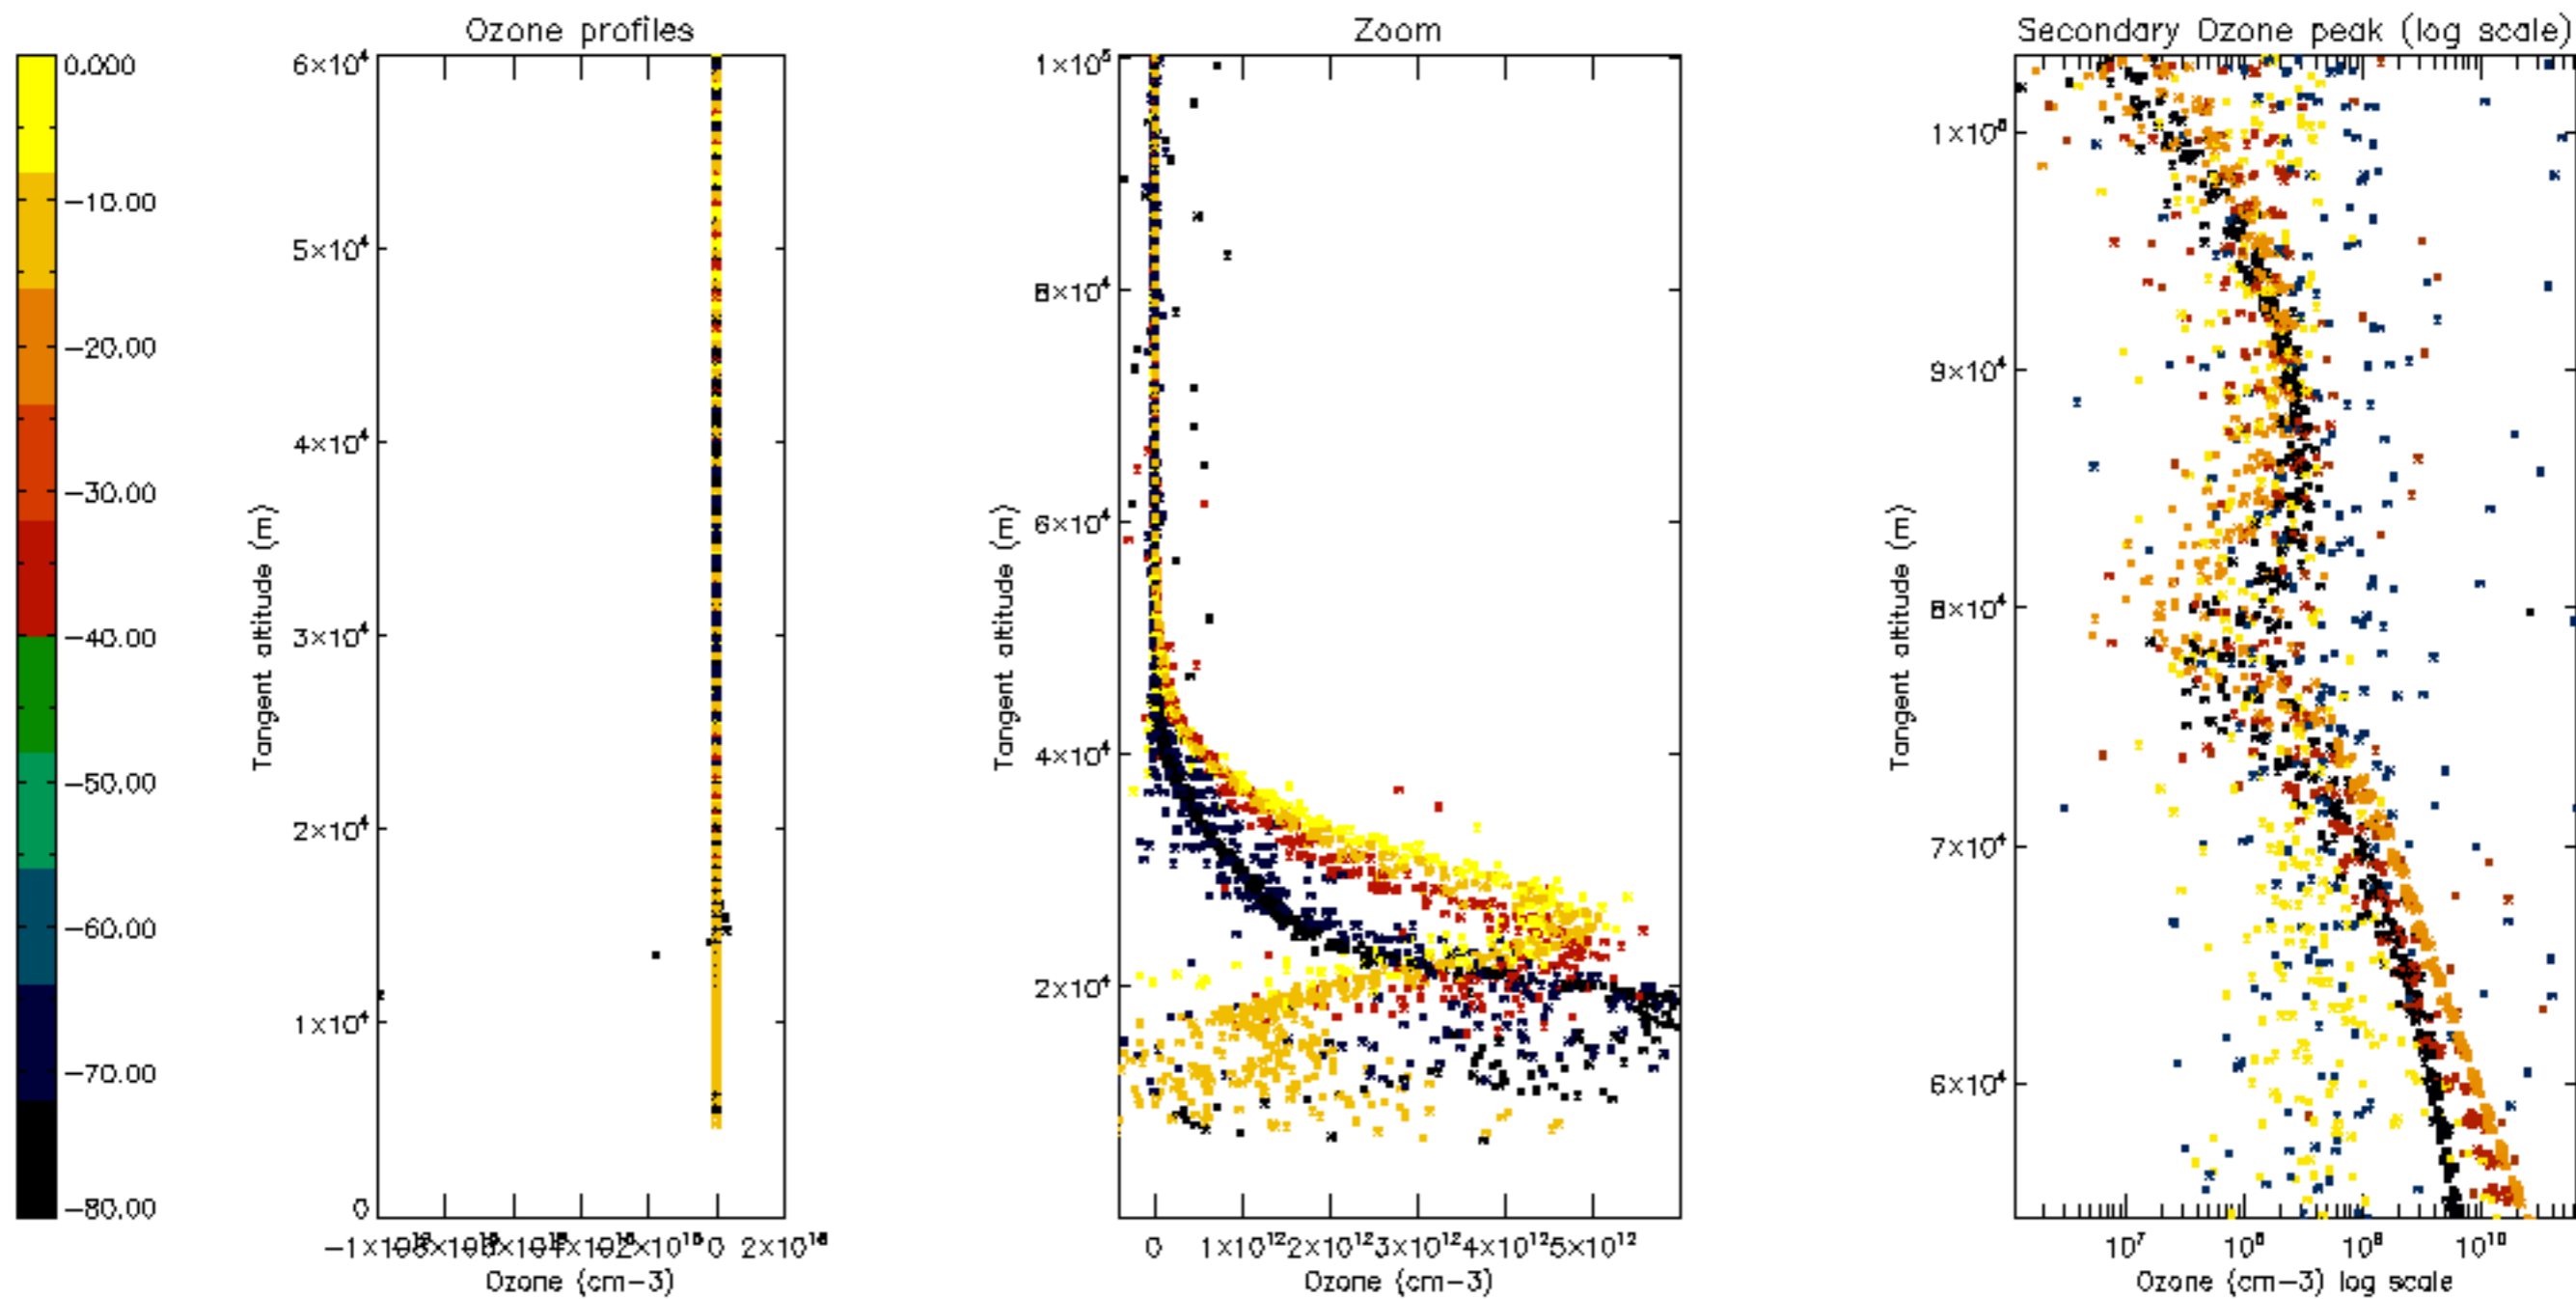 Ozone profiles
Zoom
Secondary Ozone peak (log scale)
0.000
−10.00
−20.00
−30.00
−40.00
−50.00
−60.00
−70.00
−80.00
Tangent altitude (m)
6×10⁴
5×10⁴
4×10⁴
3×10⁴
2×10⁴
1×10⁴
0
0 2×10¹⁶
Ozone (cm−3)
Tangent altitude (m)
1×10⁵
8×10⁴
6×10⁴
4×10⁴
2×10⁴
0 1×10¹² 2×10¹² 3×10¹² 4×10¹² 5×10¹²
Ozone (cm−3)
Tangent altitude (m)
1×10⁵
9×10⁴
8×10⁴
7×10⁴
6×10⁴
10⁷ 10⁸ 10⁹ 10¹⁰
Ozone (cm−3) log scale